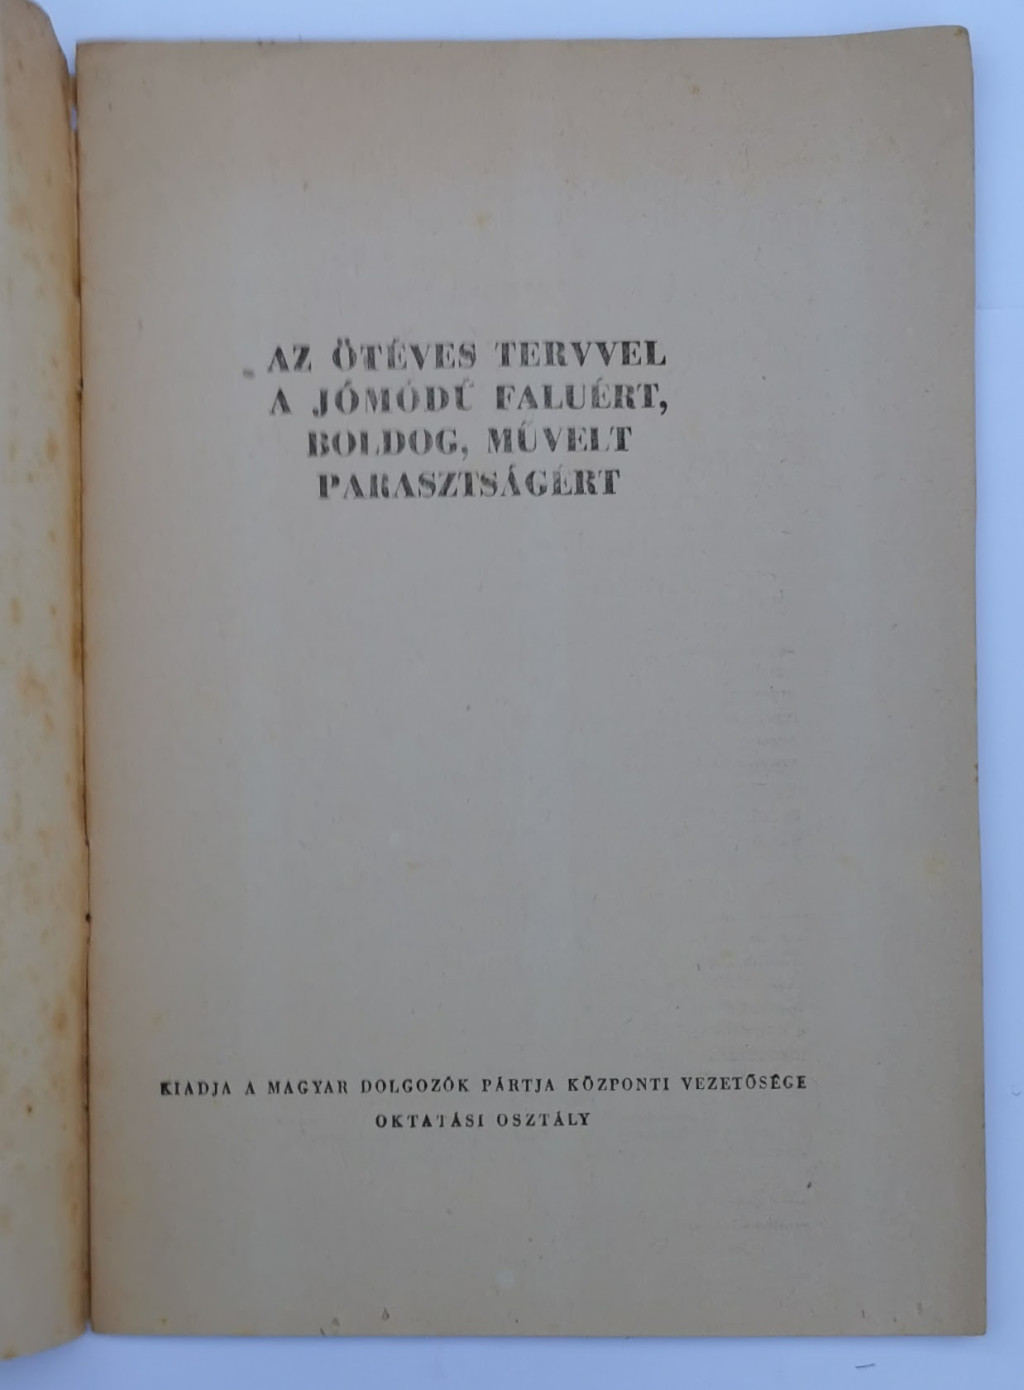 AZ ÖTÉVES TERVVEL
A JÓMÓDÚ FALUÉRT,
BOLDOG, MŰVELT
PARASZTSÁGÉRT
KIADJA A MAGYAR DOLGOZÓK PÁRTJA KÖZPONTI VEZETŐSÉGE
OKTATÁSI OSZTÁLY